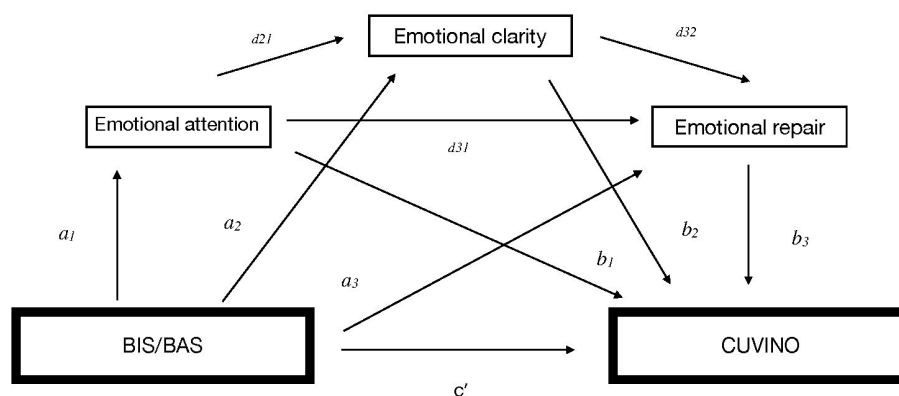 Emotional clarity
d21
d32
Emotional attention
Emotional repair
d31
a1
a2
a3
b1
b2
b3
BIS/BAS
CUVINO
c′